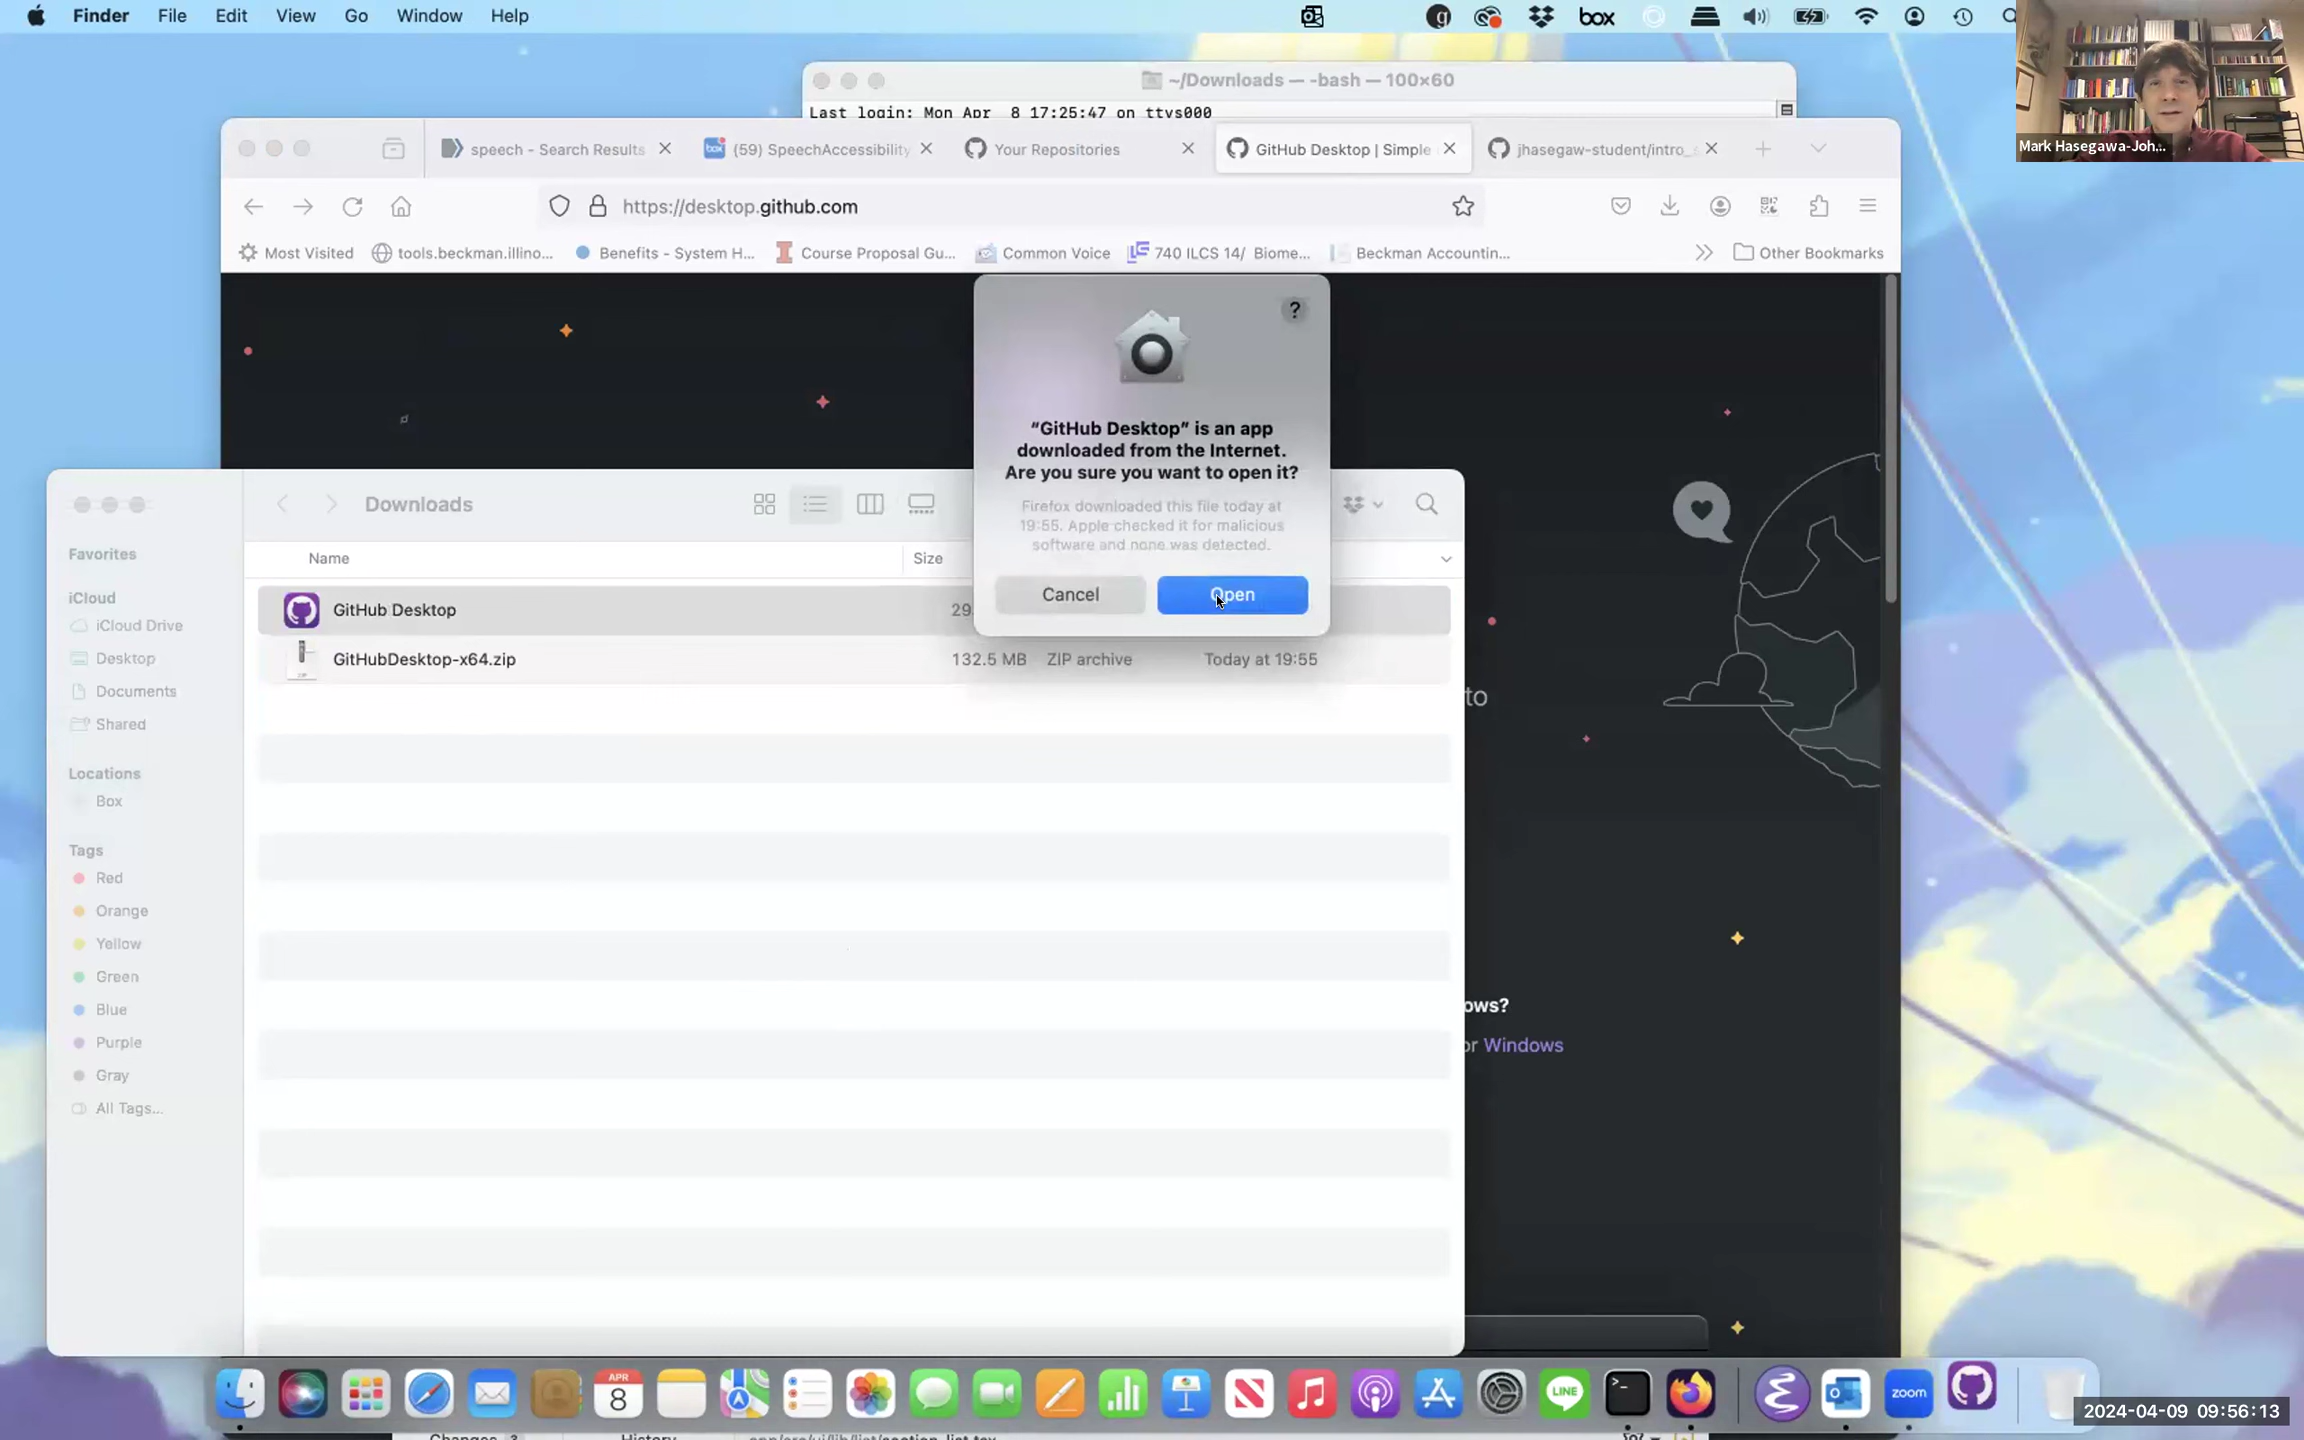 Finder File Edit View Go Window Help
box
Mark Hasegawa-Joh...
~/Downloads — -bash — 100×60
Last login: Mon Apr  8 17:25:47 on ttys000
speech - Search Results
(59) SpeechAccessibility
Your Repositories
GitHub Desktop | Simple
jhasegaw-student/intro_s
https://desktop.github.com
Most Visited
tools.beckman.illino...
Benefits - System H...
Course Proposal Gu...
Common Voice
740 ILCS 14/  Biome...
Beckman Accountin...
Other Bookmarks
?
“GitHub Desktop” is an app
downloaded from the Internet.
Are you sure you want to open it?
Firefox downloaded this file today at
19:55. Apple checked it for malicious
software and none was detected.
Cancel
Open
Downloads
Name
Size
GitHub Desktop
29.
GitHubDesktop-x64.zip
132.5 MB
ZIP archive
Today at 19:55
Favorites
iCloud
iCloud Drive
Desktop
Documents
Shared
Locations
Box
Tags
Red
Orange
Yellow
Green
Blue
Purple
Gray
All Tags...
to
ows?
or Windows
APR
8
LINE
zoom
2024-04-09 09:56:13